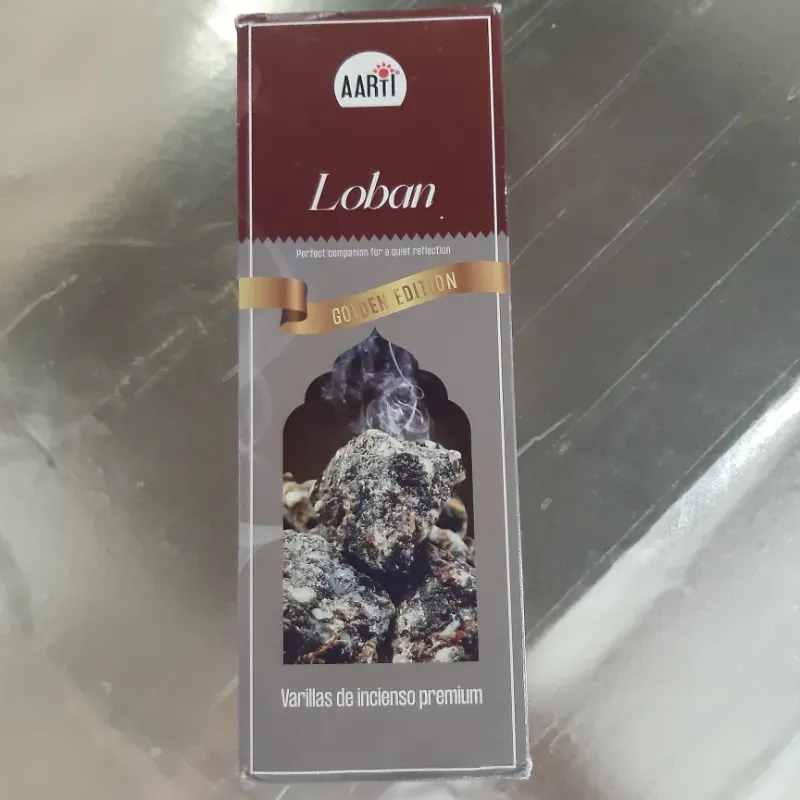 AARTI
Loban
Perfect companion for a quiet reflection
GOLDEN EDITION
Varillas de incienso premium